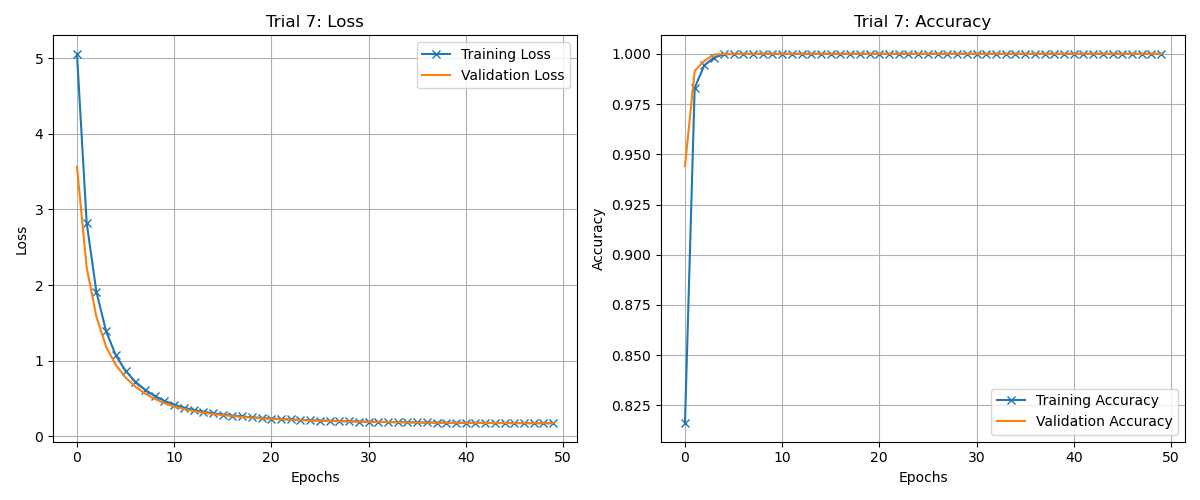 Trial 7: Loss
Loss
5
4
3
2
1
0
Training Loss
Validation Loss
0 10 20 30 40 50
Epochs
Trial 7: Accuracy
Accuracy
1.000
0.975
0.950
0.925
0.900
0.875
0.850
0.825
Training Accuracy
Validation Accuracy
0 10 20 30 40 50
Epochs